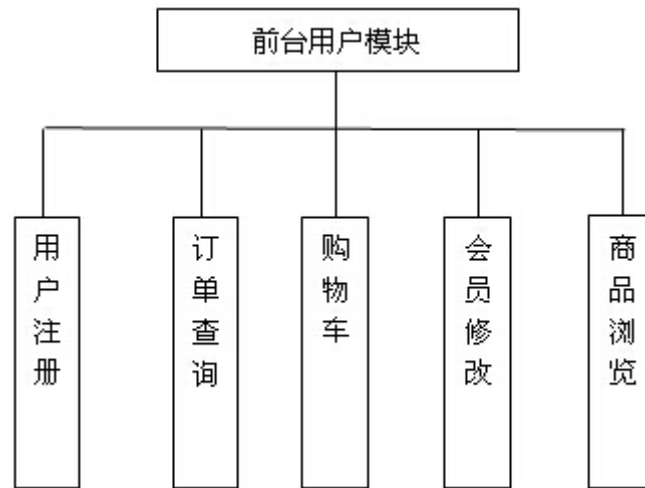 前台用户模块
用户注册
订单查询
购物车
会员修改
商品浏览